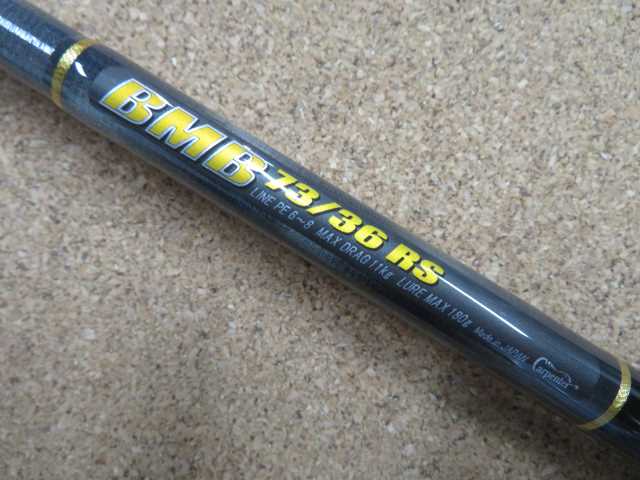 BMB 73/36 RS
LINE PE 6~8 MAX DRAG 11kg LURE MAX 180g Made in JAPAN Carpenter